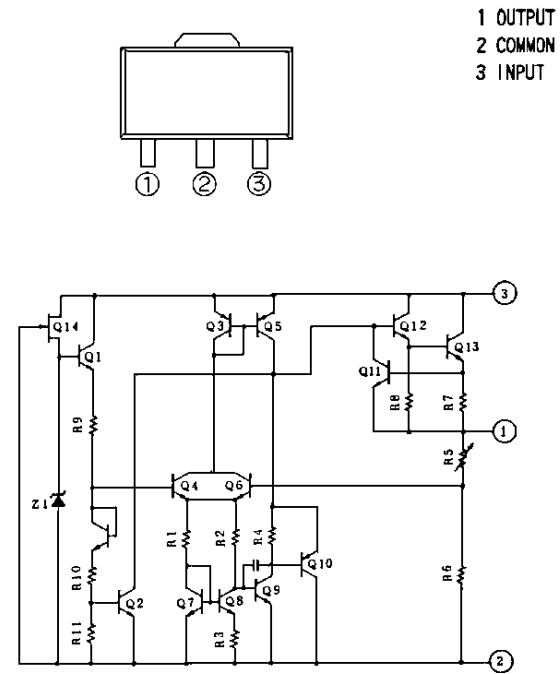 1 OUTPUT
2 COMMON
3 INPUT
1 2 3
3
Q14
Q3
Q5
Q12
Q13
Q1
Q11
R9
R8
R7
1
R5
Q4
Q6
Z1
R1
R2
R4
R6
R10
Q10
Q2
Q7
Q8
Q9
R11
R3
2